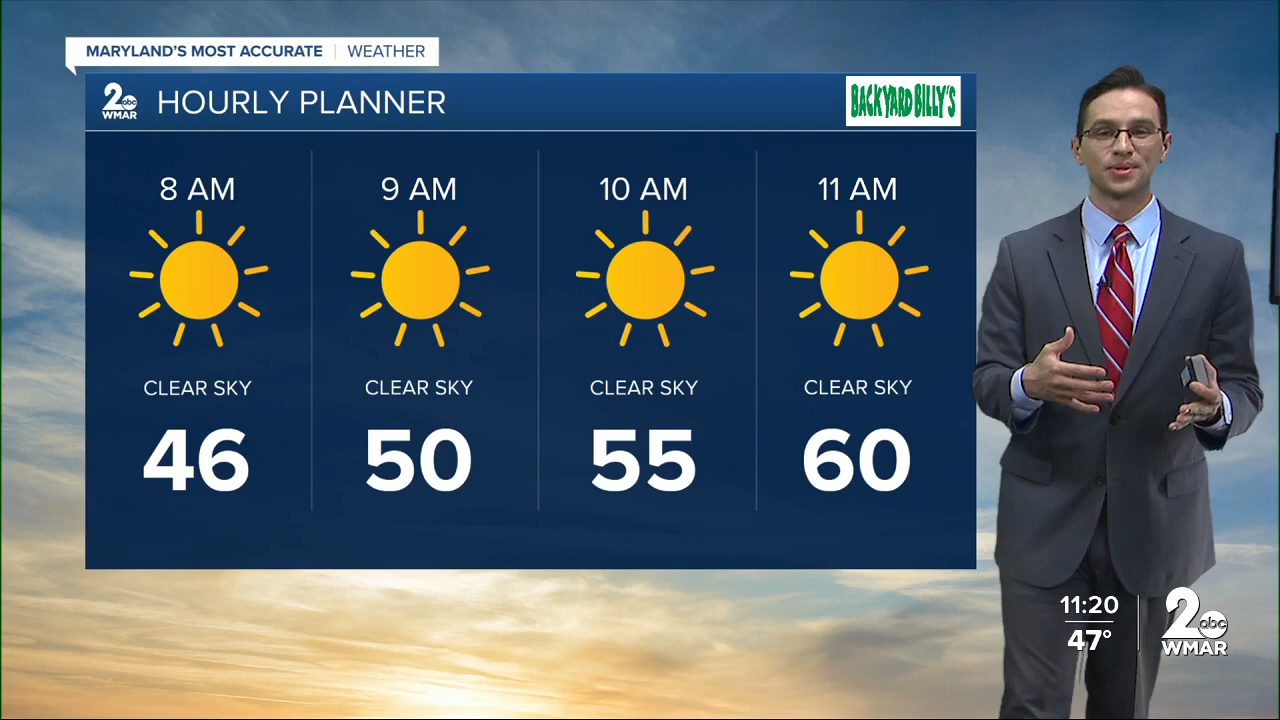 MARYLAND'S MOST ACCURATE | WEATHER
2 abc WMAR HOURLY PLANNER BACKYARD BILLY'S
8 AM 9 AM 10 AM 11 AM
CLEAR SKY CLEAR SKY CLEAR SKY CLEAR SKY
46 50 55 60
11:20
47°
2 abc
WMAR